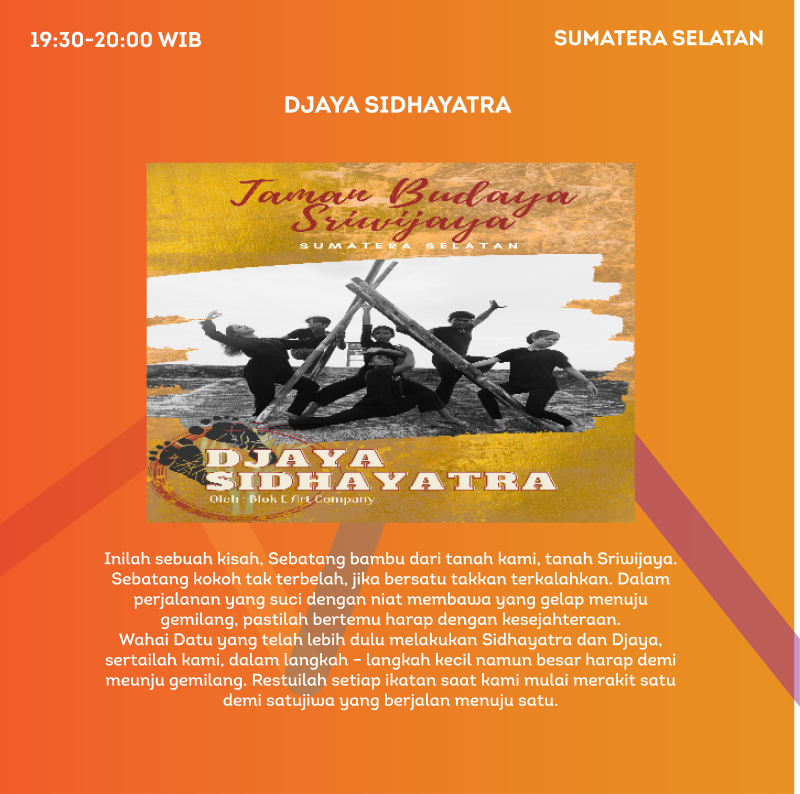 19:30-20:00 WIB
SUMATERA SELATAN
DJAYA SIDHAYATRA
Taman Budaya
Sriwijaya
SUMATERA SELATAN
DJAYA
SIDHAYATRA
Oleh : Blok E Art Company
Inilah sebuah kisah, Sebatang bambu dari tanah kami, tanah Sriwijaya.
Sebatang kokoh tak terbelah, jika bersatu takkan terkalahkan. Dalam
perjalanan yang suci dengan niat membawa yang gelap menuju
gemilang, pastilah bertemu harap dengan kesejahteraan.
Wahai Datu yang telah lebih dulu melakukan Sidhayatra dan Djaya,
sertailah kami, dalam langkah – langkah kecil namun besar harap demi
meunju gemilang. Restuilah setiap ikatan saat kami mulai merakit satu
demi satujiwa yang berjalan menuju satu.